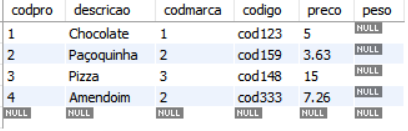 codpro descricao codmarca codigo preco peso
1 Chocolate 1 cod123 5 NULL
2 Paçoquinha 2 cod159 3.63 NULL
3 Pizza 3 cod148 15 NULL
4 Amendoim 2 cod333 7.26 NULL
NULL NULL NULL NULL NULL NULL